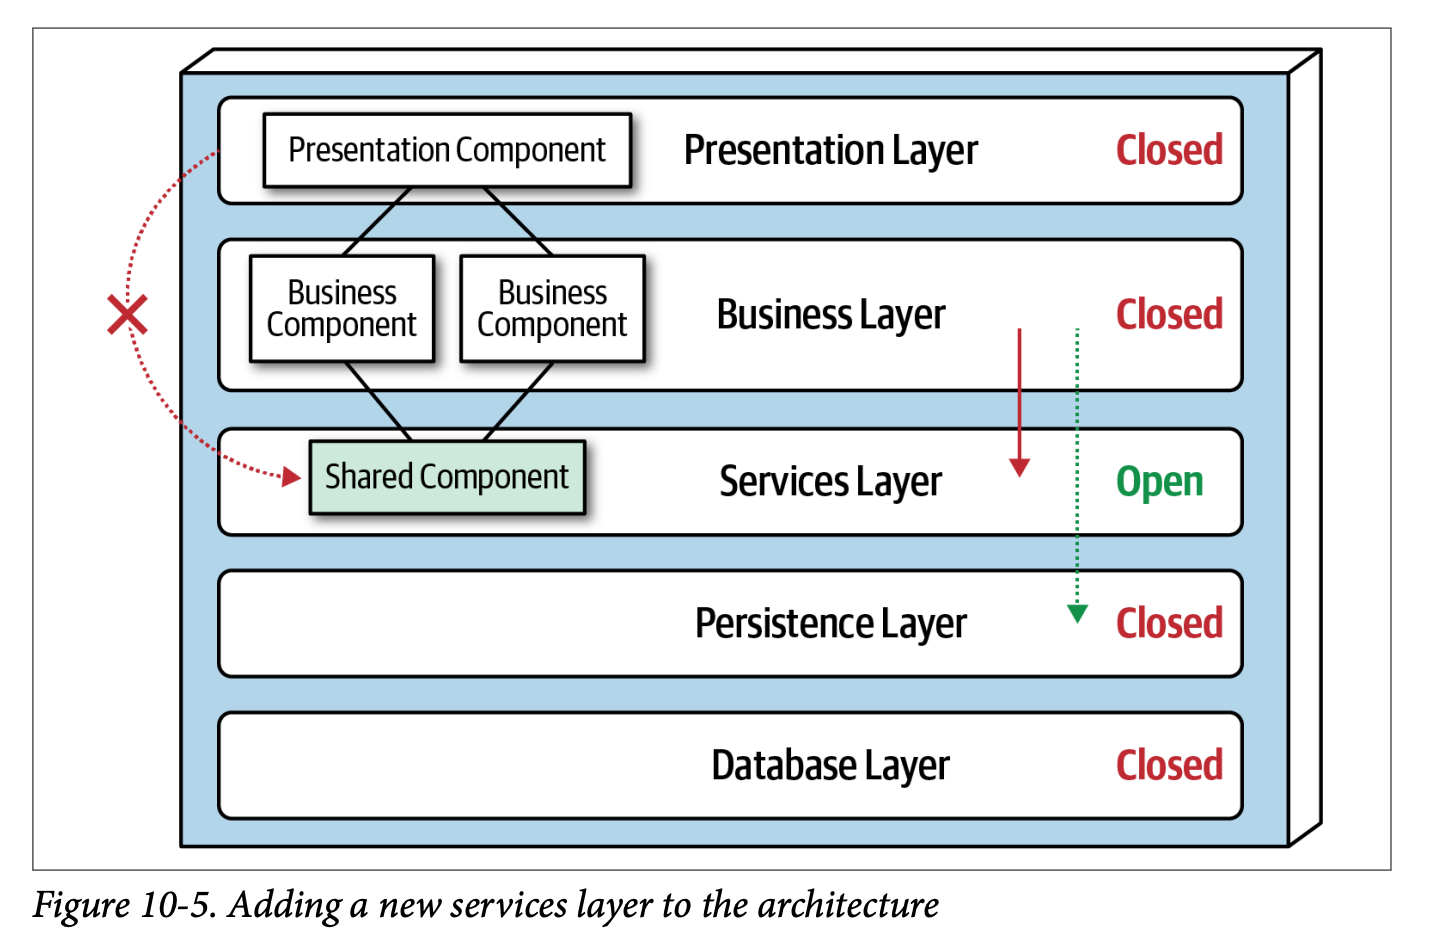 Presentation Component
Presentation Layer
Closed
Business
Component
Business
Component
Business Layer
Closed
Shared Component
Services Layer
Open
Persistence Layer
Closed
Database Layer
Closed
Figure 10-5. Adding a new services layer to the architecture